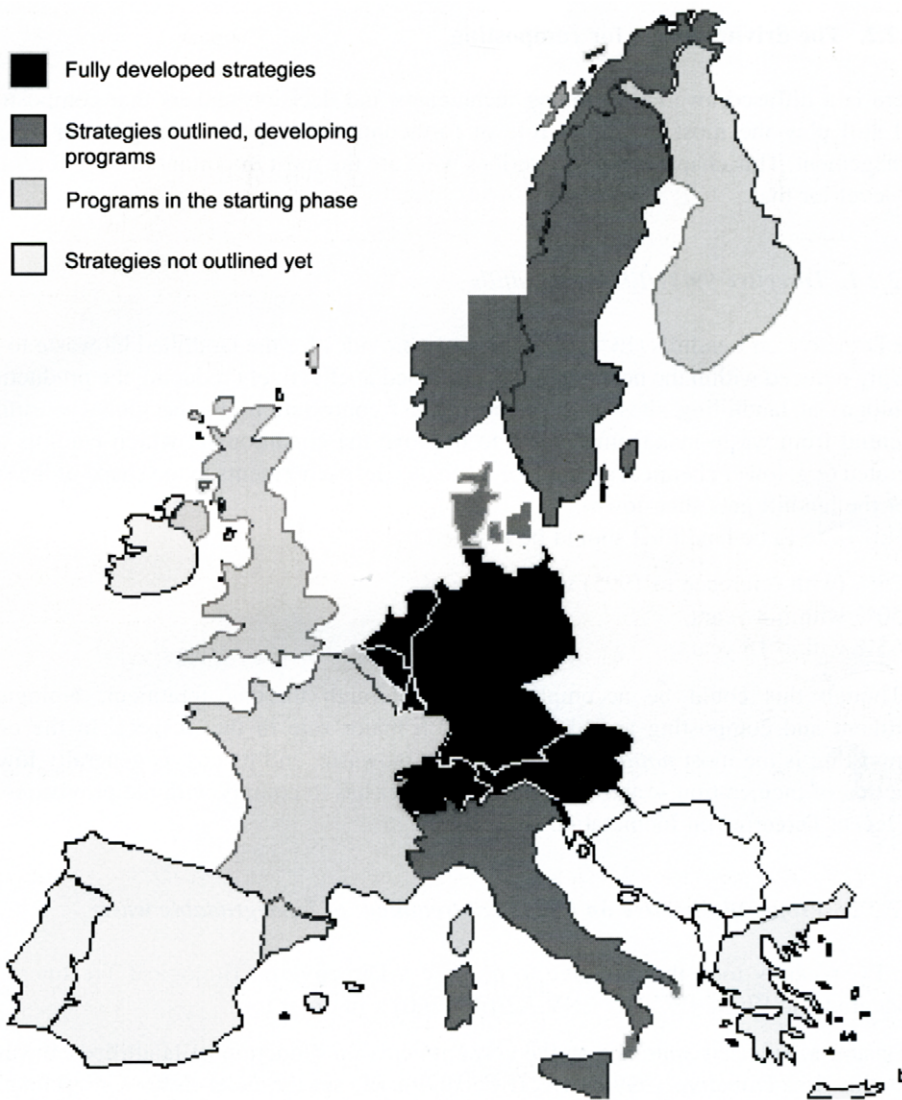 Fully developed strategies
Strategies outlined, developing
programs
Programs in the starting phase
Strategies not outlined yet
b